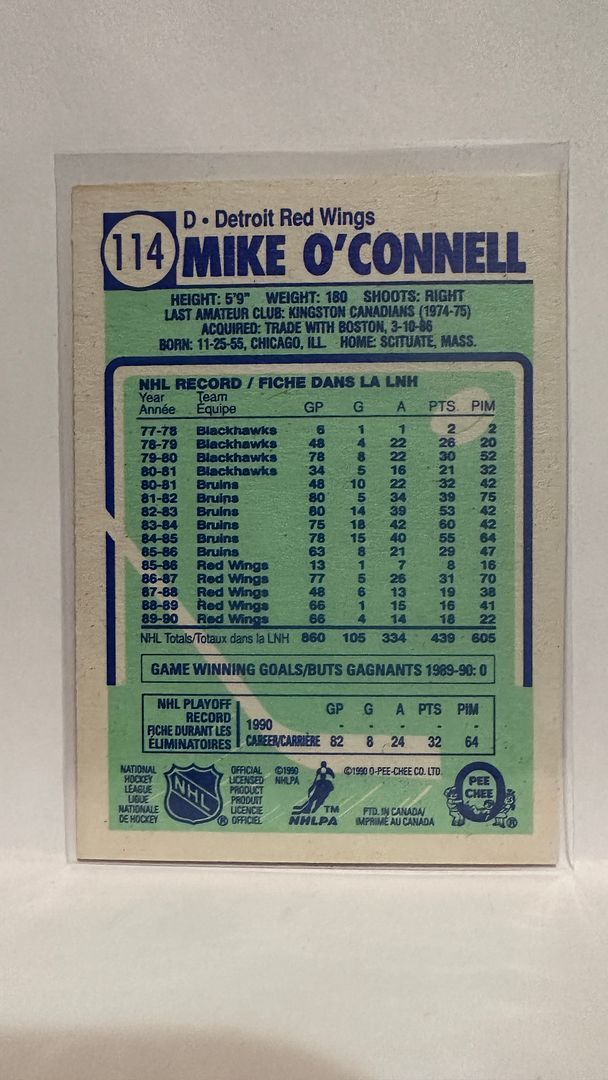 114
D • Detroit Red Wings
MIKE O'CONNELL
HEIGHT: 5'9" WEIGHT: 180 SHOOTS: RIGHT
LAST AMATEUR CLUB: KINGSTON CANADIANS (1974-75)
ACQUIRED: TRADE WITH BOSTON, 3-10-86
BORN: 11-25-55, CHICAGO, ILL. HOME: SCITUATE, MASS.
NHL RECORD / FICHE DANS LA LNH
Year Team
Année Équipe GP G A PTS PIM
77-78 Blackhawks 6 1 1 2 2
78-79 Blackhawks 48 4 22 26 20
79-80 Blackhawks 78 8 22 30 52
80-81 Blackhawks 34 5 16 21 32
80-81 Bruins 48 10 22 32 42
81-82 Bruins 80 5 34 39 75
82-83 Bruins 80 14 39 53 42
83-84 Bruins 75 18 42 60 42
84-85 Bruins 78 15 40 55 64
85-86 Bruins 63 8 21 29 47
85-86 Red Wings 13 1 7 8 16
86-87 Red Wings 77 5 26 31 70
87-88 Red Wings 48 6 13 19 38
88-89 Red Wings 66 1 15 16 41
89-90 Red Wings 66 4 14 18 22
NHL Totals/Totaux dans la LNH 860 105 334 439 605
GAME WINNING GOALS/BUTS GAGNANTS 1989-90: 0
NHL PLAYOFF
RECORD
FICHE DURANT LES
ÉLIMINATOIRES
GP G A PTS PIM
1990 - - - - -
CAREER/CARRIÈRE 82 8 24 32 64
NATIONAL
HOCKEY
LEAGUE
LIGUE
NATIONALE
DE HOCKEY
NHL ®
OFFICIAL
LICENSED
PRODUCT
PRODUIT
LICENCIE
OFFICIEL
©1990
NHLPA
TM
NHLPA
©1990 O-PEE-CHEE CO. LTD.
PTD. IN CANADA/
IMPRIMÉ AU CANADA
O
PEE
CHEE
®